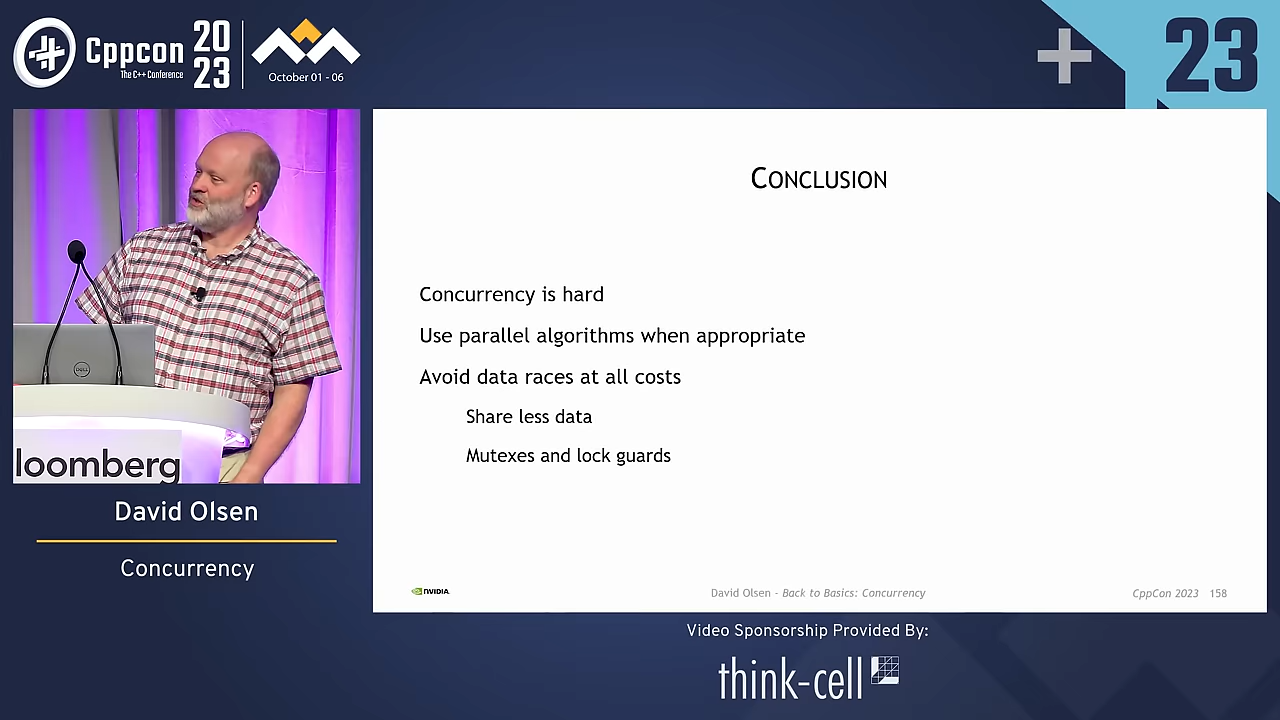 Cppcon
The C++ Conference
20
23
October 01 - 06
23
DELL
loomberg
David Olsen
Concurrency
CONCLUSION
Concurrency is hard
Use parallel algorithms when appropriate
Avoid data races at all costs
Share less data
Mutexes and lock guards
NVIDIA.
David Olsen - Back to Basics: Concurrency
CppCon 2023 158
Video Sponsorship Provided By:
think-cell